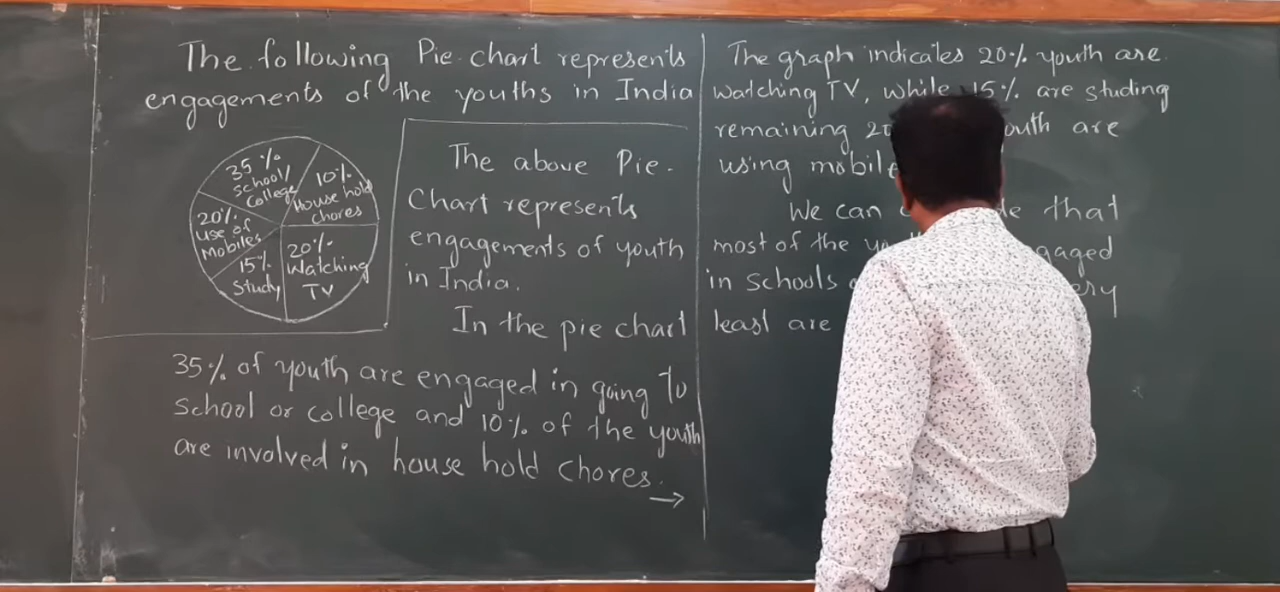 The following Pie chart represents
engagements of the youths in India
35%
School/
College
10%
House hold
chores
20%
use of
Mobiles
15%
Study
20%
Watching
TV
The above Pie.
Chart represents
engagements of youth
in India.
In the pie chart
35% of youth are engaged in going to
School or college and 10% of the youth
are involved in house hold chores. →
The graph indicates 20% youth are
watching TV, while 15% are studing
remaining are
using
We can that
most of the
in schools
least are